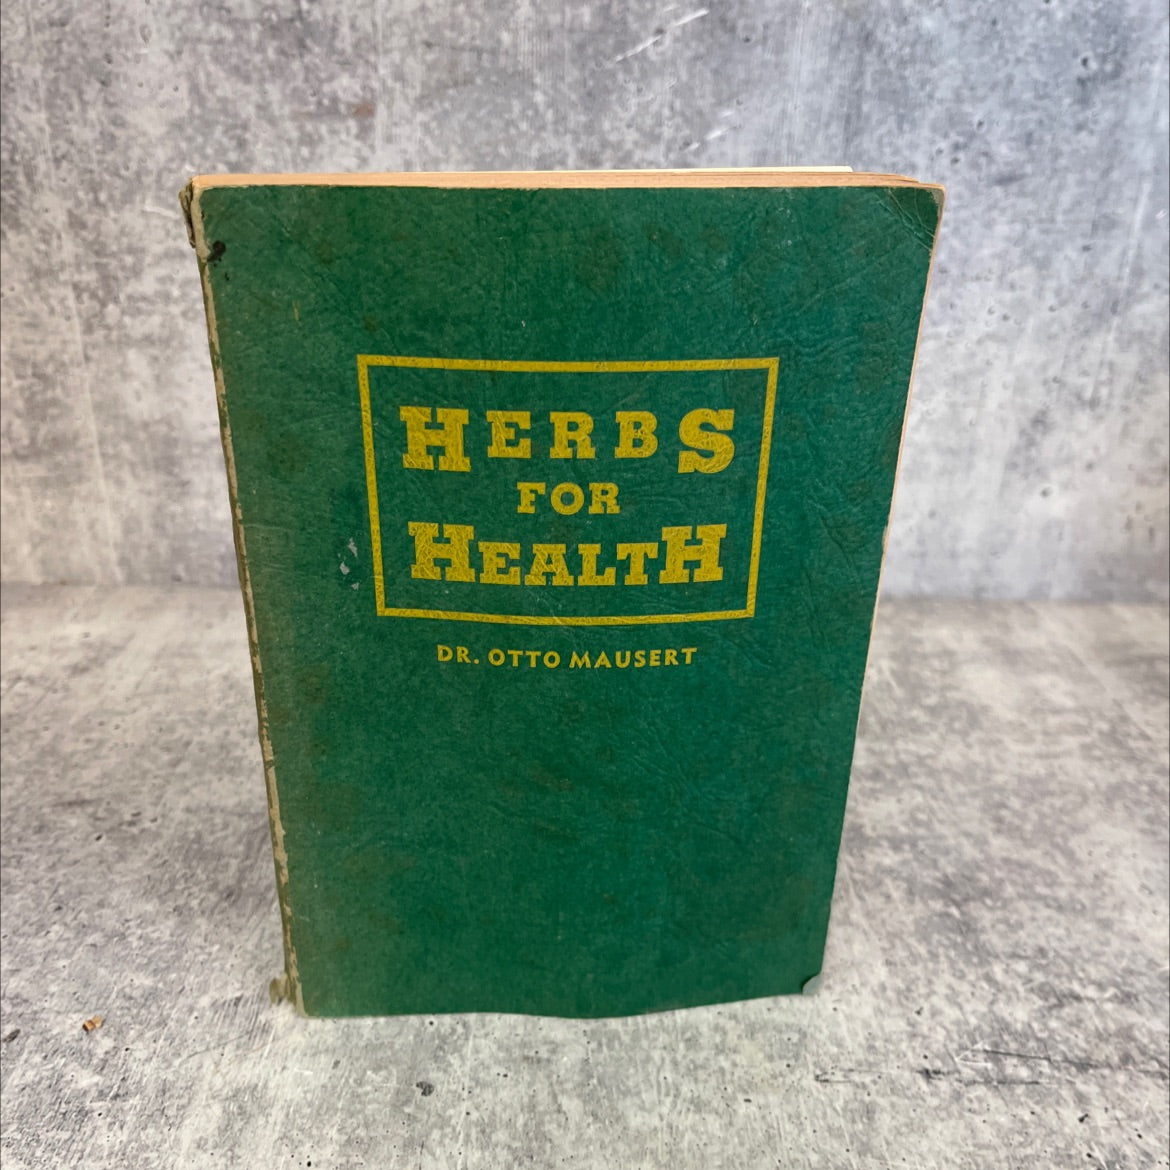 HERBS
FOR
HEALTH
DR. OTTO MAUSERT